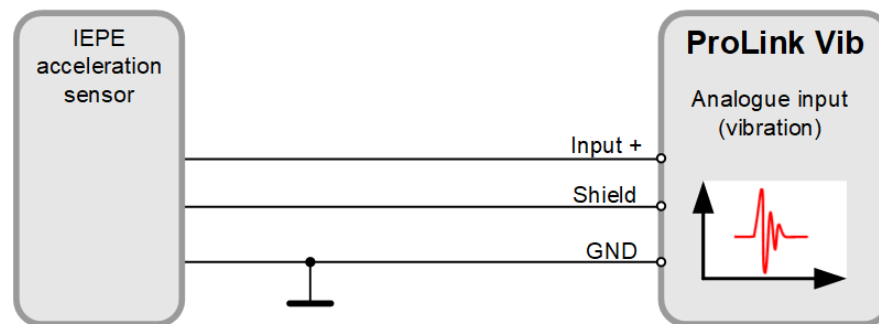 IEPE
acceleration
sensor
ProLink Vib
Analogue input
(vibration)
Input +
Shield
GND